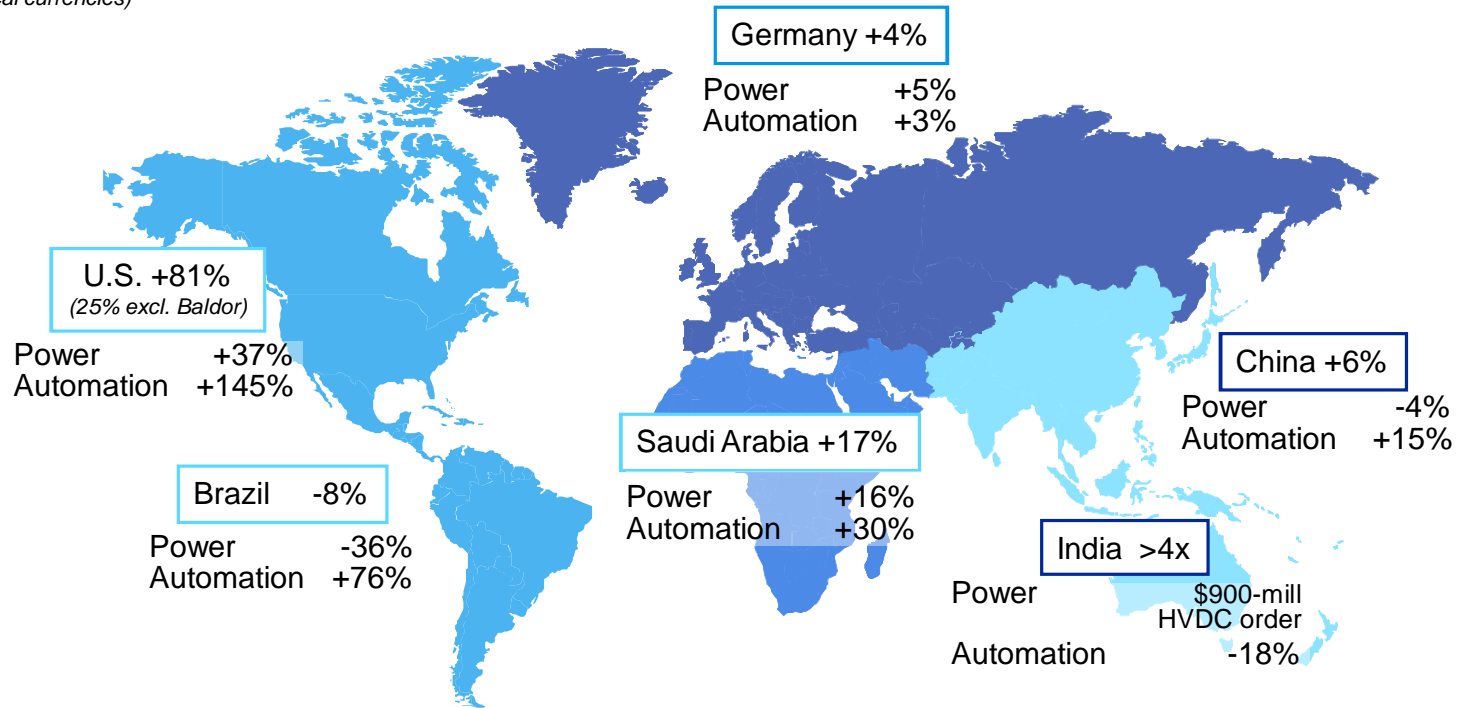 Germany +4%
Power +5%
Automation +3%
U.S. +81%
(25% excl. Baldor)
Power +37%
Automation +145%
China +6%
Power -4%
Automation +15%
Saudi Arabia +17%
Power +16%
Automation +30%
Brazil -8%
Power -36%
Automation +76%
India >4x
Power $900-mill
HVDC order
Automation -18%